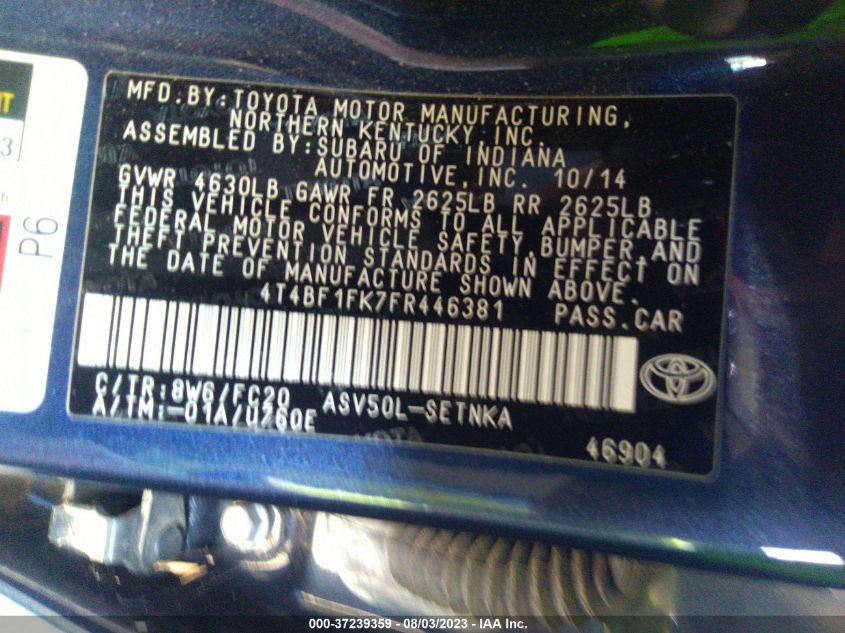 MFD.BY:TOYOTA MOTOR MANUFACTURING,
NORTHERN KENTUCKY,INC.
ASSEMBLED BY:SUBARU OF INDIANA
AUTOMOTIVE,INC. 10/14
GVWR 4630LB GAWR FR 2625LB RR 2625LB
THIS VEHICLE CONFORMS TO ALL APPLICABLE
FEDERAL MOTOR VEHICLE SAFETY,BUMPER,AND
THEFT PREVENTION STANDARDS IN EFFECT ON
THE DATE OF MANUFACTURE SHOWN ABOVE.
4T4BF1FK7FR446381 PASS.CAR
C/TR:8W6/FC20 ASV50L-SETNKA
A/TM:-01A/U760E
46904
3
P6
000-37239359 - 08/03/2023 - IAA Inc.